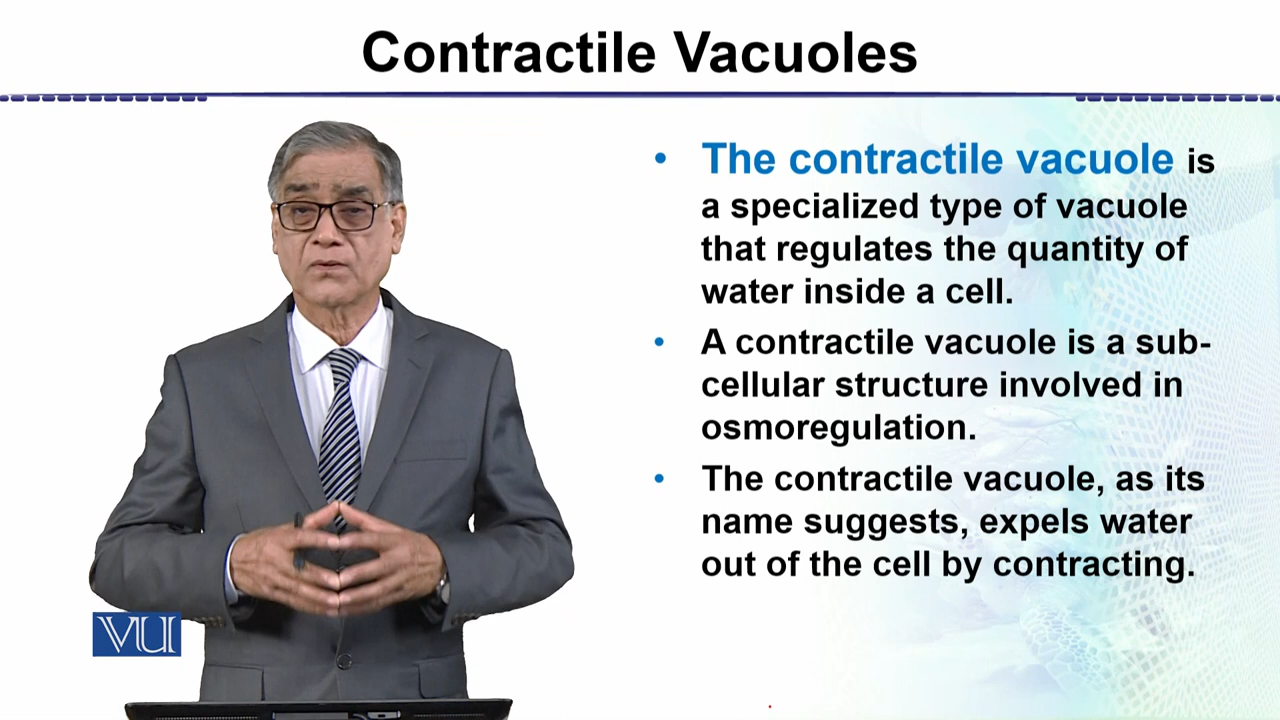 Contractile Vacuoles
• The contractile vacuole is
a specialized type of vacuole
that regulates the quantity of
water inside a cell.
• A contractile vacuole is a sub-
cellular structure involved in
osmoregulation.
• The contractile vacuole, as its
name suggests, expels water
out of the cell by contracting.
VU